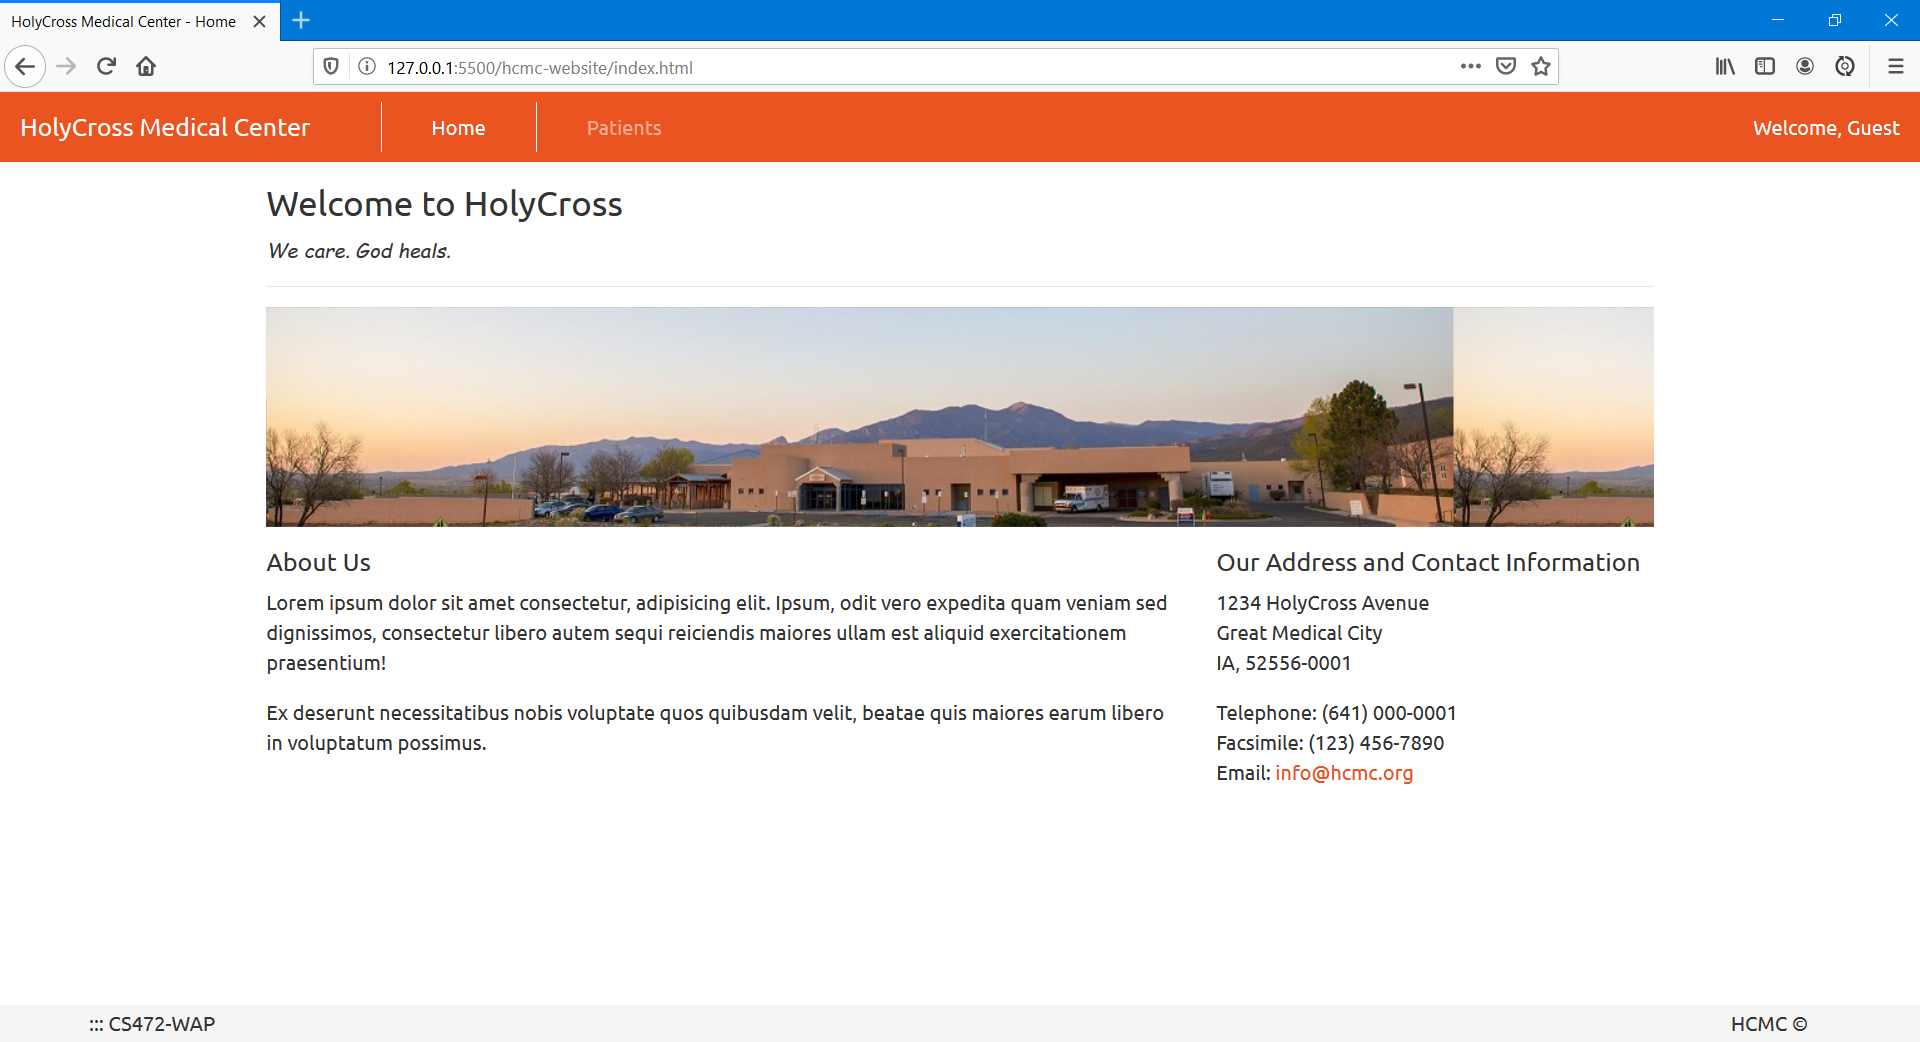 HolyCross Medical Center - Home
127.0.0.1:5500/hcmc-website/index.html
HolyCross Medical Center
Home
Patients
Welcome, Guest
Welcome to HolyCross
We care. God heals.
About Us
Lorem ipsum dolor sit amet consectetur, adipisicing elit. Ipsum, odit vero expedita quam veniam sed
dignissimos, consectetur libero autem sequi reiciendis maiores ullam est aliquid exercitationem
praesentium!
Ex deserunt necessitatibus nobis voluptate quos quibusdam velit, beatae quis maiores earum libero
in voluptatum possimus.
Our Address and Contact Information
1234 HolyCross Avenue
Great Medical City
IA, 52556-0001
Telephone: (641) 000-0001
Facsimile: (123) 456-7890
Email: info@hcmc.org
::: CS472-WAP
HCMC ©